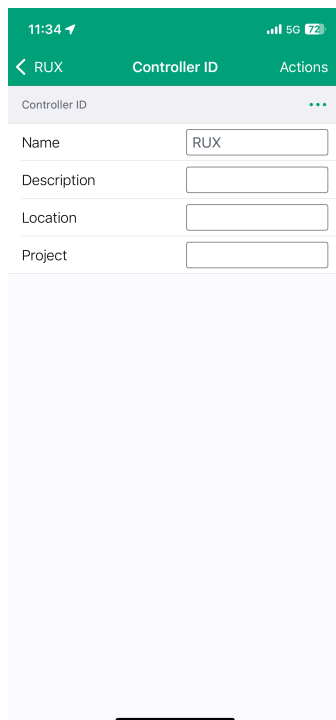 11:34
5G 72
RUX Controller ID Actions
Controller ID
Name RUX
Description
Location
Project